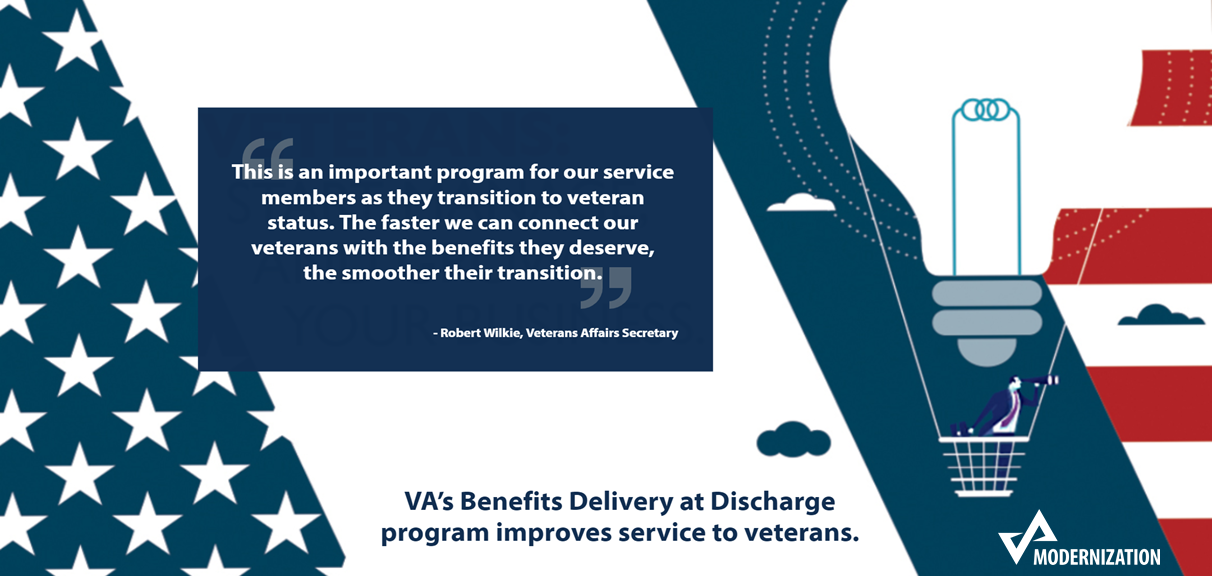 This is an important program for our service
members as they transition to veteran
status. The faster we can connect our
veterans with the benefits they deserve,
the smoother their transition.
- Robert Wilkie, Veterans Affairs Secretary
VA’s Benefits Delivery at Discharge
program improves service to veterans.
MODERNIZATION